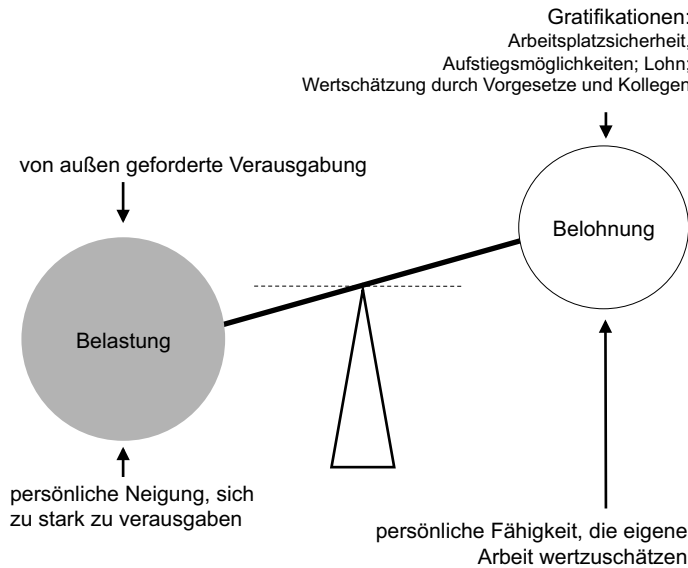 Gratifikationen:
Arbeitsplatzsicherheit,
Aufstiegsmöglichkeiten; Lohn;
Wertschätzung durch Vorgesetze und Kollegen
von außen geforderte Verausgabung
Belohnung
Belastung
persönliche Neigung, sich
zu stark zu verausgaben
persönliche Fähigkeit, die eigene
Arbeit wertzuschätzen